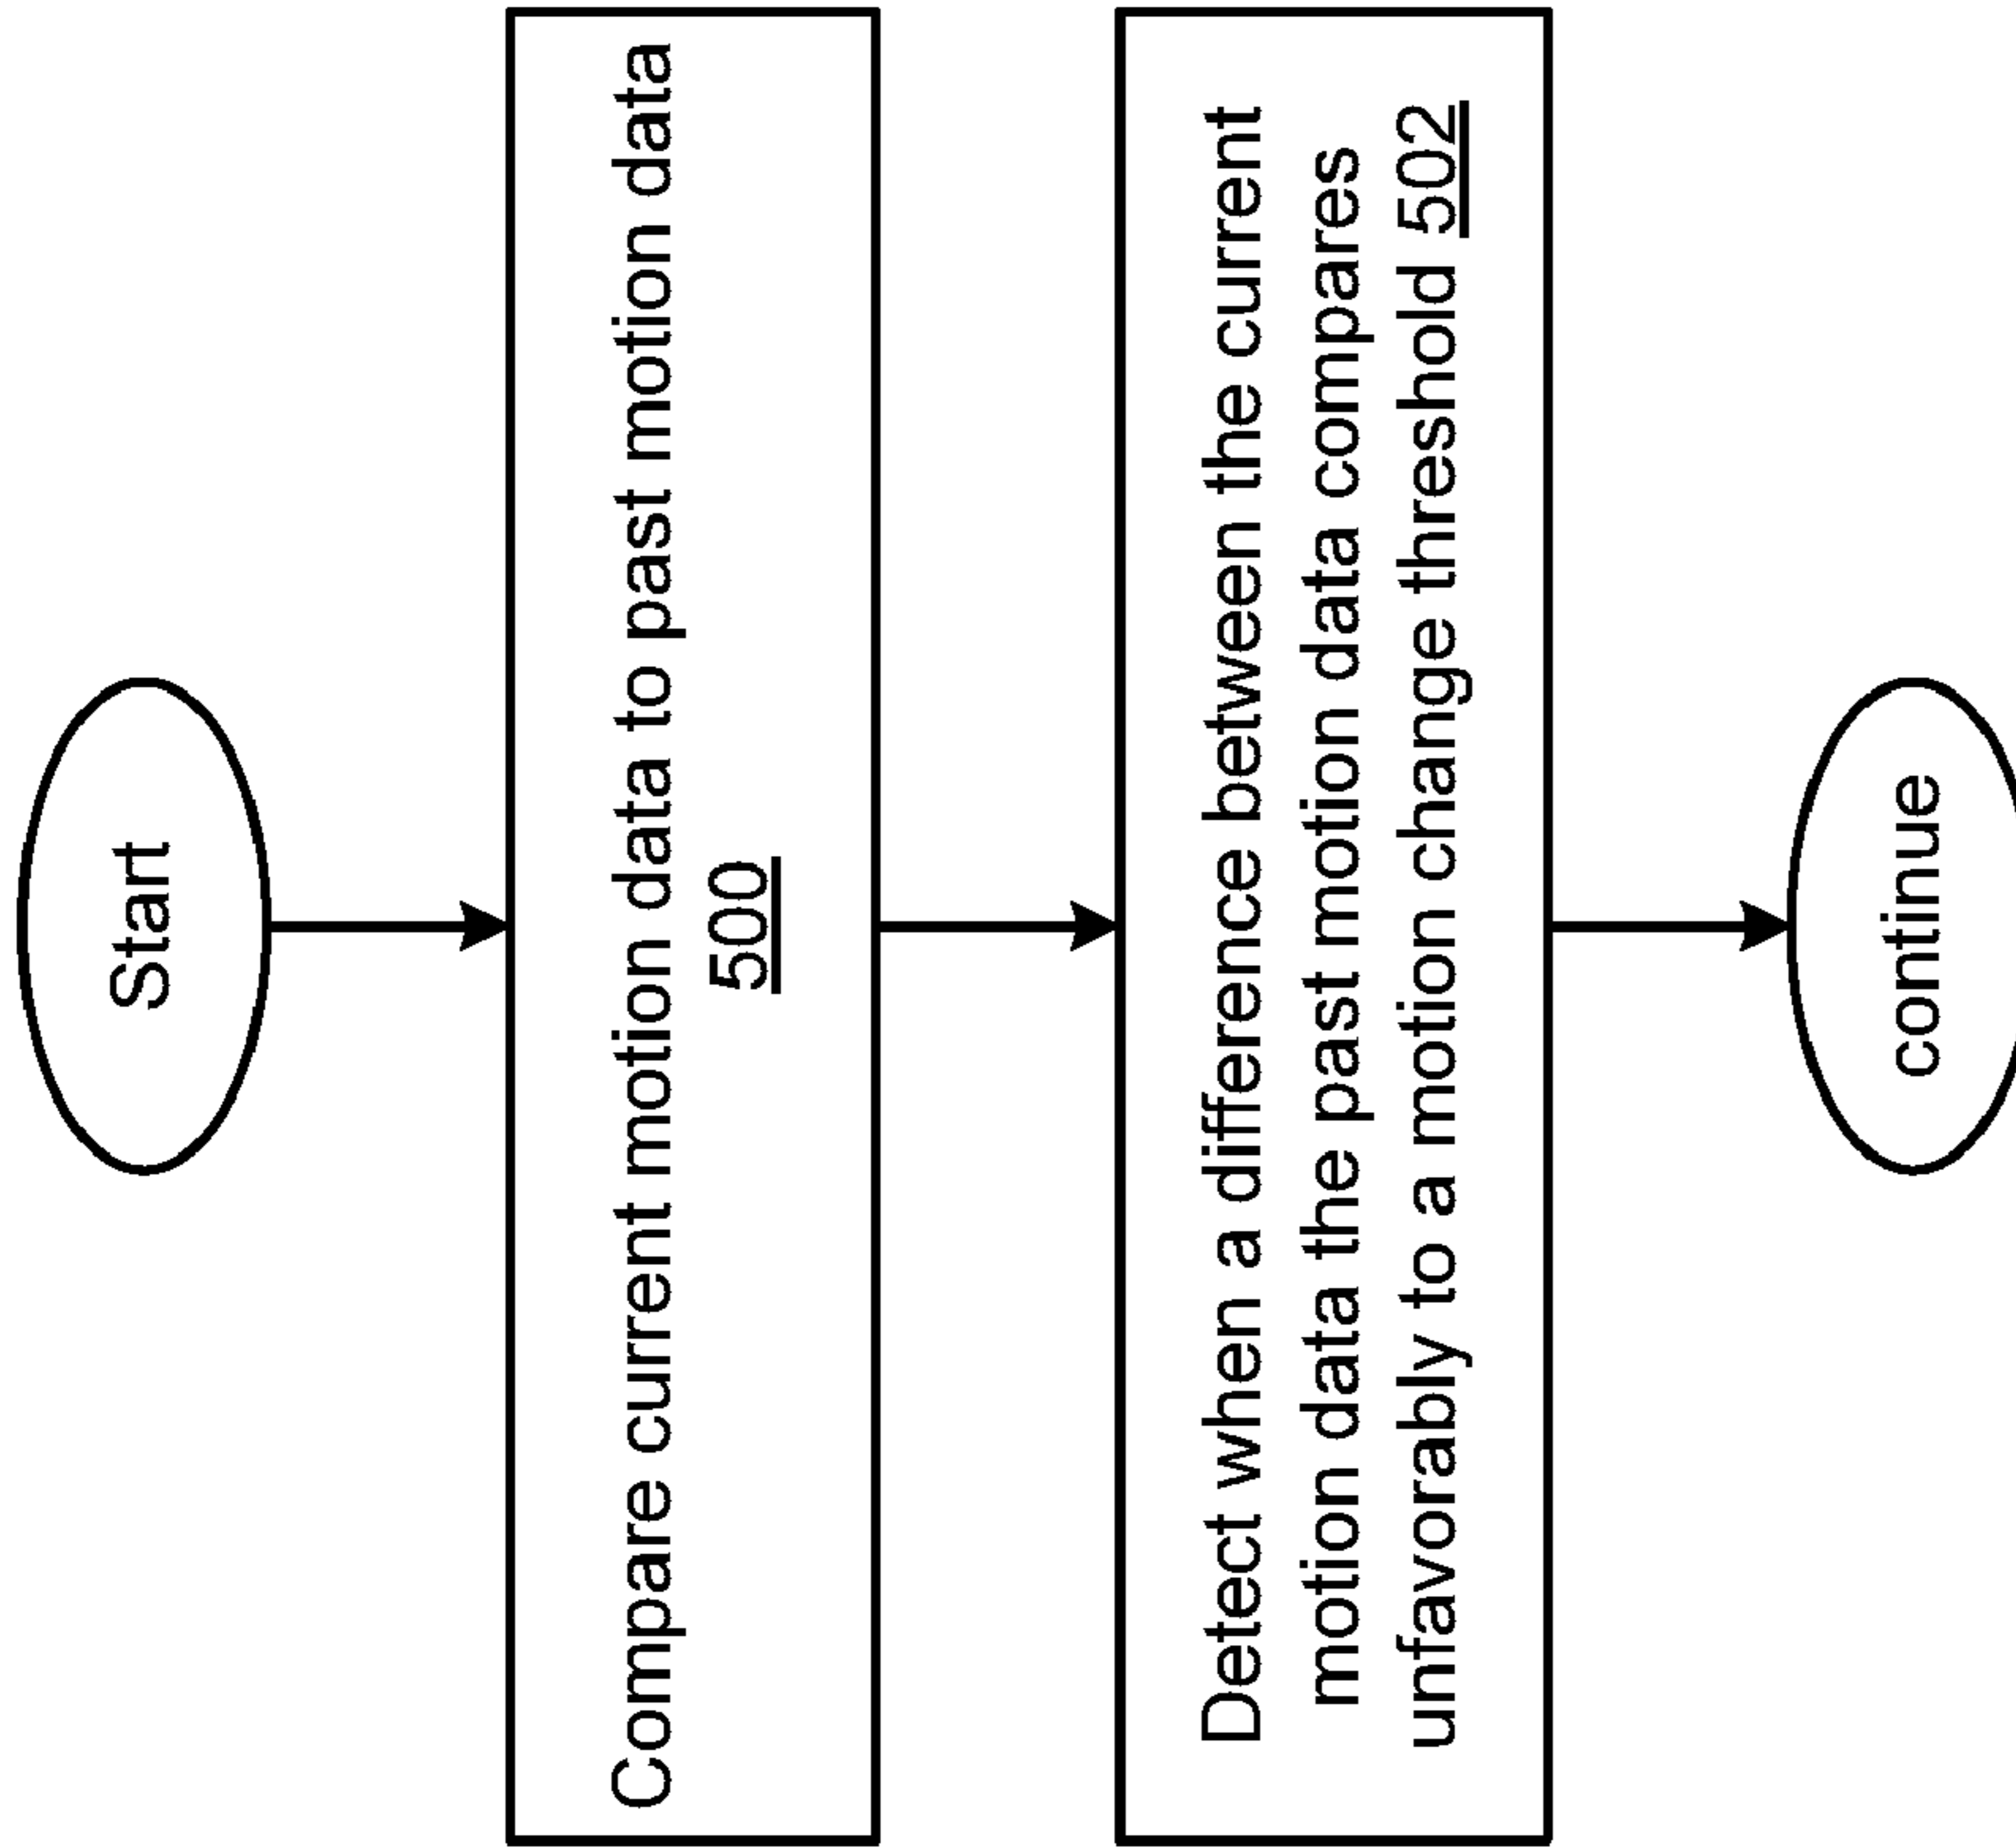 Start
Compare current motion data to past motion data
500
Detect when a difference between the current
motion data the past motion data compares
unfavorably to a motion change threshold 502
continue